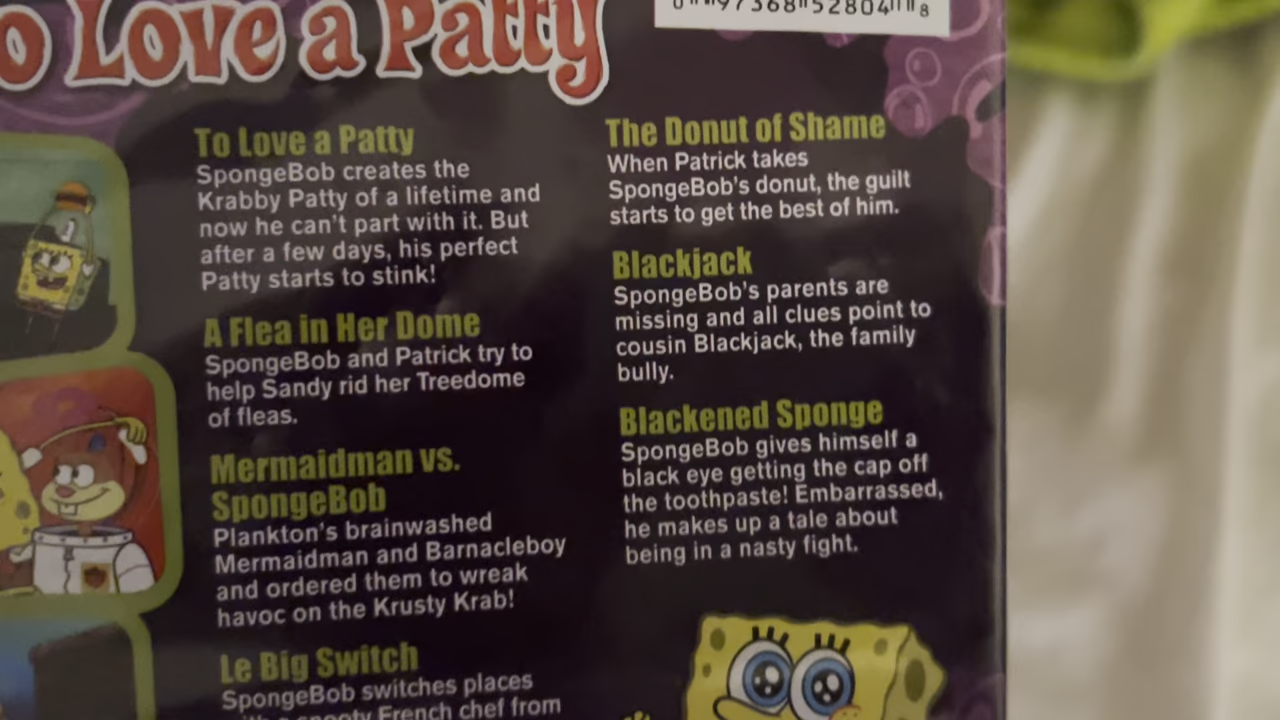 o Love a Patty
To Love a Patty
SpongeBob creates the
Krabby Patty of a lifetime and
now he can't part with it. But
after a few days, his perfect
Patty starts to stink!
A Flea in Her Dome
SpongeBob and Patrick try to
help Sandy rid her Treedome
of fleas.
Mermaidman vs.
SpongeBob
Plankton's brainwashed
Mermaidman and Barnacleboy
and ordered them to wreak
havoc on the Krusty Krab!
Le Big Switch
SpongeBob switches places
snooty French chef from
The Donut of Shame
When Patrick takes
SpongeBob's donut, the guilt
starts to get the best of him.
Blackjack
SpongeBob's parents are
missing and all clues point to
cousin Blackjack, the family
bully.
Blackened Sponge
SpongeBob gives himself a
black eye getting the cap off
the toothpaste! Embarrassed,
he makes up a tale about
being in a nasty fight.